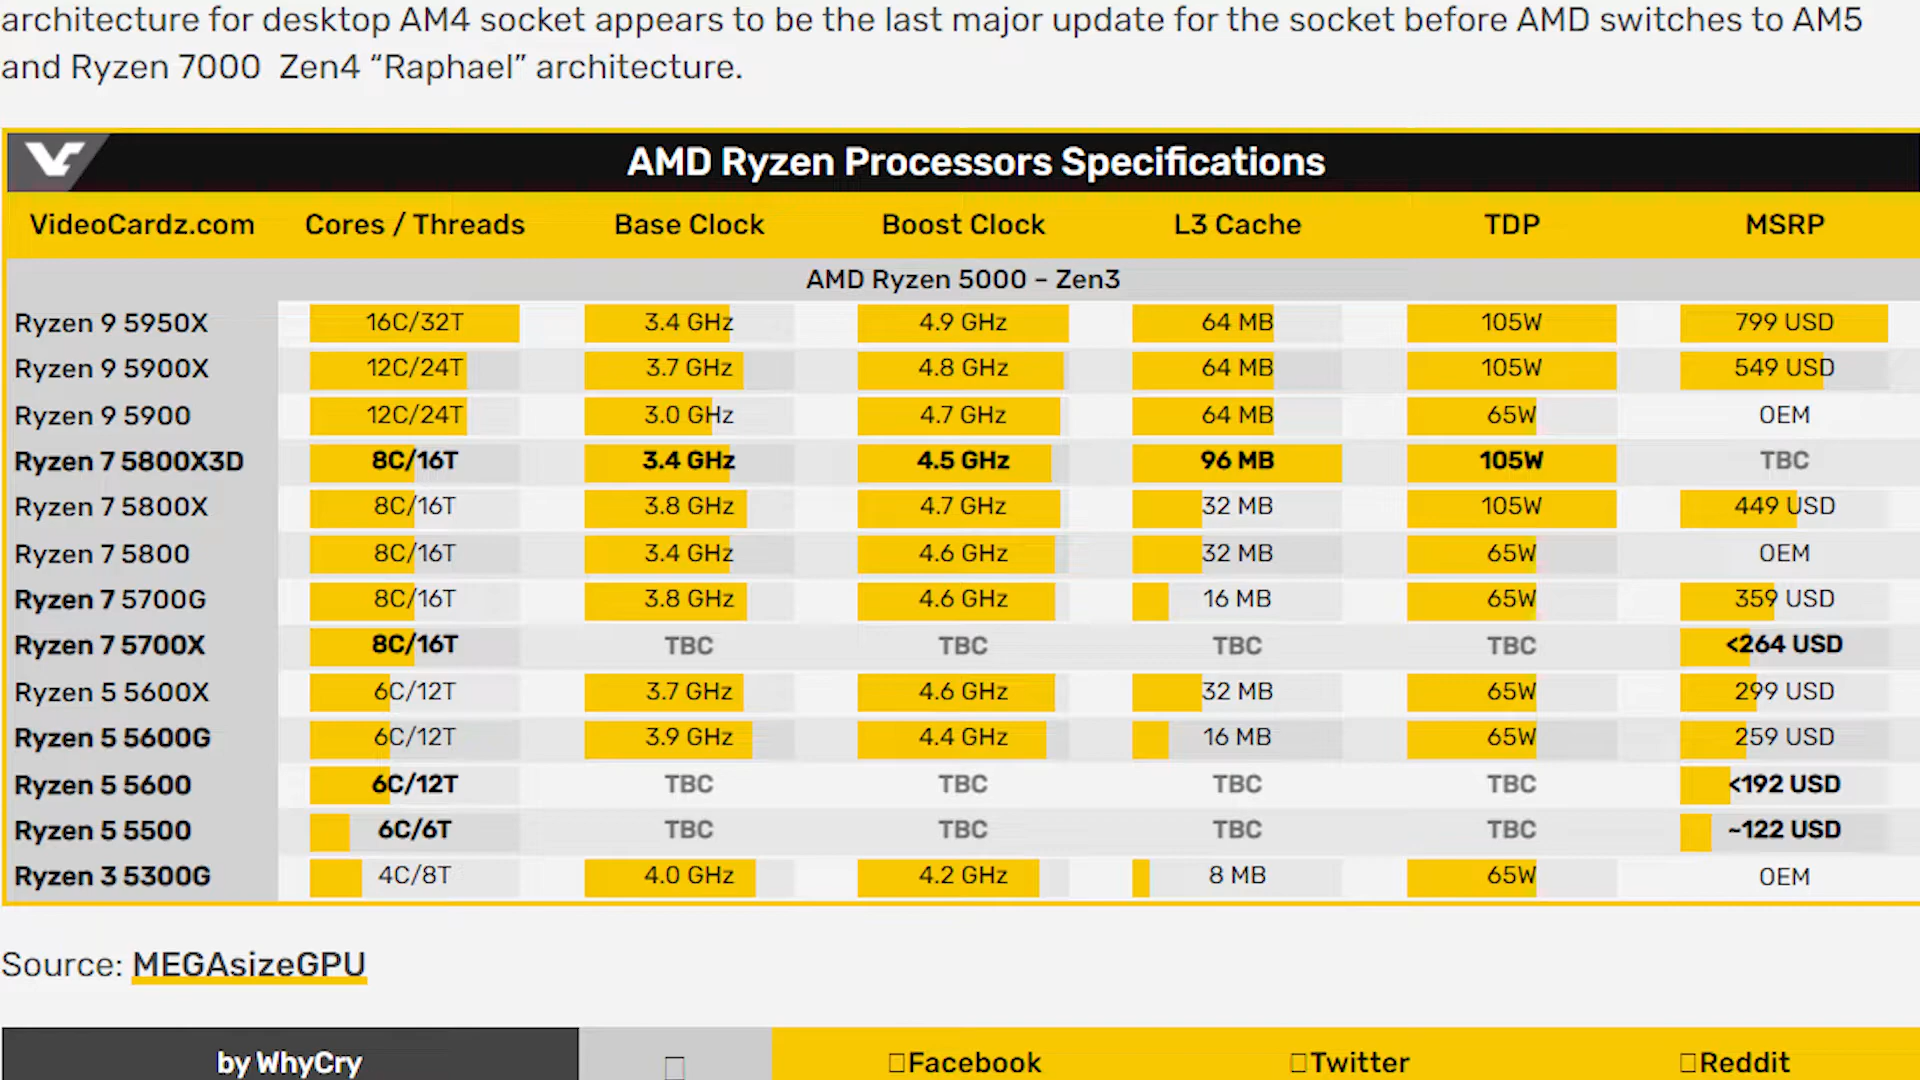 architecture for desktop AM4 socket appears to be the last major update for the socket before AMD switches to AM5
and Ryzen 7000 Zen4 “Raphael” architecture.
AMD Ryzen Processors Specifications
VideoCardz.com Cores / Threads Base Clock Boost Clock L3 Cache TDP MSRP
AMD Ryzen 5000 – Zen3
Ryzen 9 5950X 16C/32T 3.4 GHz 4.9 GHz 64 MB 105W 799 USD
Ryzen 9 5900X 12C/24T 3.7 GHz 4.8 GHz 64 MB 105W 549 USD
Ryzen 9 5900 12C/24T 3.0 GHz 4.7 GHz 64 MB 65W OEM
Ryzen 7 5800X3D 8C/16T 3.4 GHz 4.5 GHz 96 MB 105W TBC
Ryzen 7 5800X 8C/16T 3.8 GHz 4.7 GHz 32 MB 105W 449 USD
Ryzen 7 5800 8C/16T 3.4 GHz 4.6 GHz 32 MB 65W OEM
Ryzen 7 5700G 8C/16T 3.8 GHz 4.6 GHz 16 MB 65W 359 USD
Ryzen 7 5700X 8C/16T TBC TBC TBC TBC <264 USD
Ryzen 5 5600X 6C/12T 3.7 GHz 4.6 GHz 32 MB 65W 299 USD
Ryzen 5 5600G 6C/12T 3.9 GHz 4.4 GHz 16 MB 65W 259 USD
Ryzen 5 5600 6C/12T TBC TBC TBC TBC <192 USD
Ryzen 5 5500 6C/6T TBC TBC TBC TBC ~122 USD
Ryzen 3 5300G 4C/8T 4.0 GHz 4.2 GHz 8 MB 65W OEM
Source: MEGAsizeGPU
by WhyCry Facebook Twitter Reddit